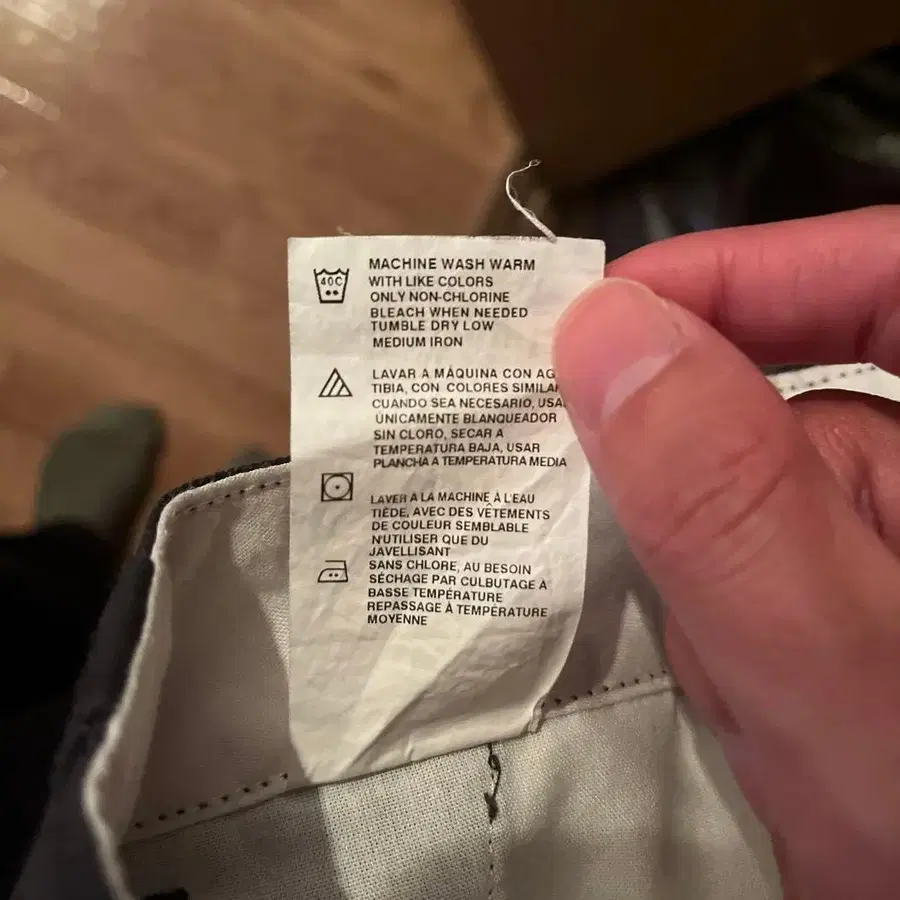 40C
MACHINE WASH WARM
WITH LIKE COLORS
ONLY NON-CHLORINE
BLEACH WHEN NEEDED
TUMBLE DRY LOW
MEDIUM IRON
LAVAR A MÁQUINA CON
TIBIA, CON COLORES
CUANDO SEA NECESARIO,
ÚNICAMENTE BLANQUEADOR
SIN CLORO, SECAR A
TEMPERATURA BAJA, USAR
PLANCHA A TEMPERATURA MEDIA
LAVER A LA MACHINE À L'EAU
TIÈDE, AVEC DES VÊTEMENTS
DE COULEUR SEMBLABLE
N'UTILISER QUE DU
JAVELLISANT
SANS CHLORE, AU BESOIN
SÉCHAGE PAR CULBUTAGE À
BASSE TEMPÉRATURE
REPASSAGE À TEMPÉRATURE
MOYENNE